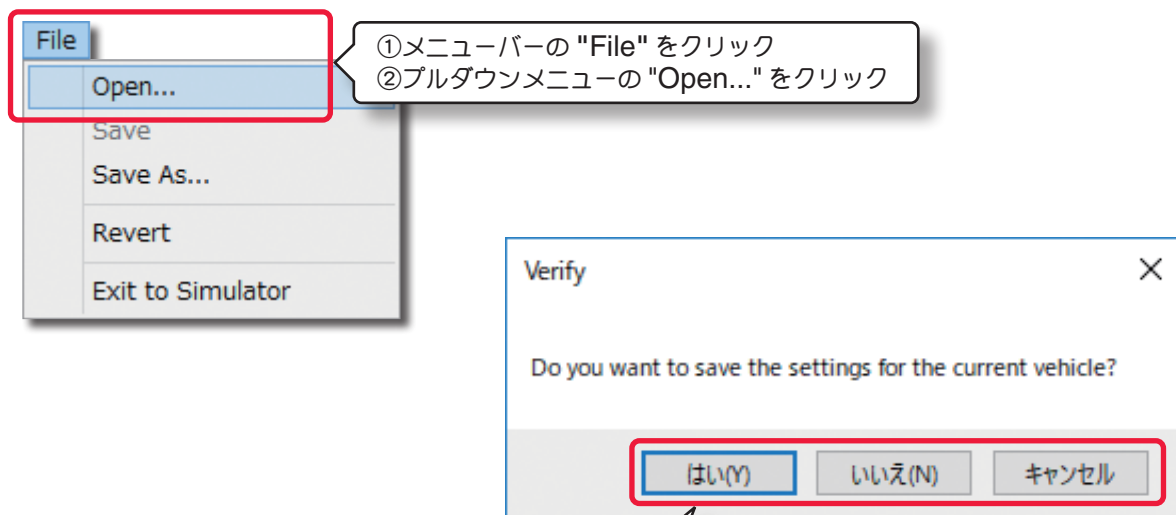 File
①メニューバーの "File" をクリック
②プルダウンメニューの "Open..." をクリック
Open...
Save
Save As...
Revert
Exit to Simulator
Verify
Do you want to save the settings for the current vehicle?
はい(Y) いいえ(N) キャンセル